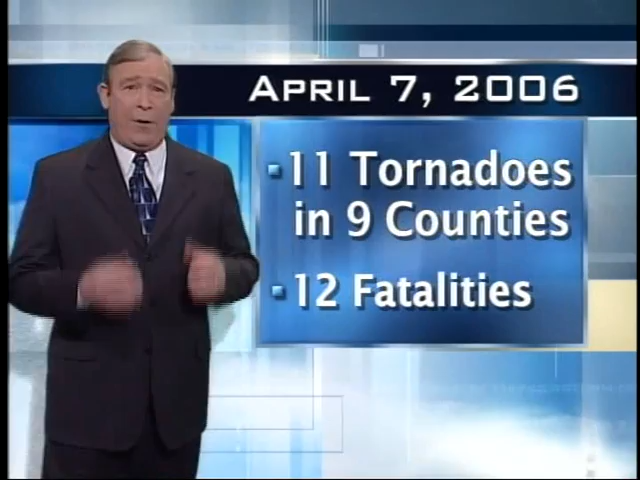 APRIL 7, 2006
11 Tornadoes
in 9 Counties
12 Fatalities